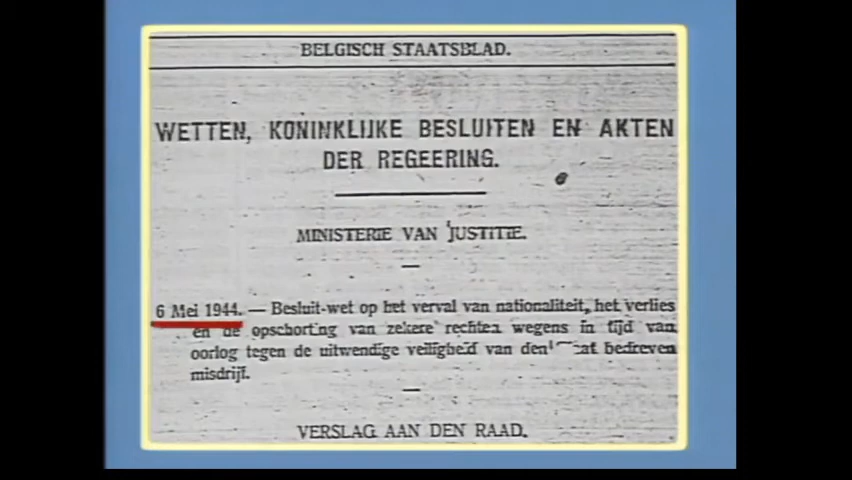 BELGISCH STAATSBLAD.
WETTEN, KONINKLIJKE BESLUITEN EN AKTEN
DER REGEERING.
MINISTERIE VAN JUSTITIE.
6 Mei 1944. — Besluit-wet op het verval van nationaliteit, het verlies
en de opschorting van zekere rechten wegens in tijd van
oorlog tegen de uitwendige veiligheid van den bedreven
misdrijf.
VERSLAG AAN DEN RAAD.